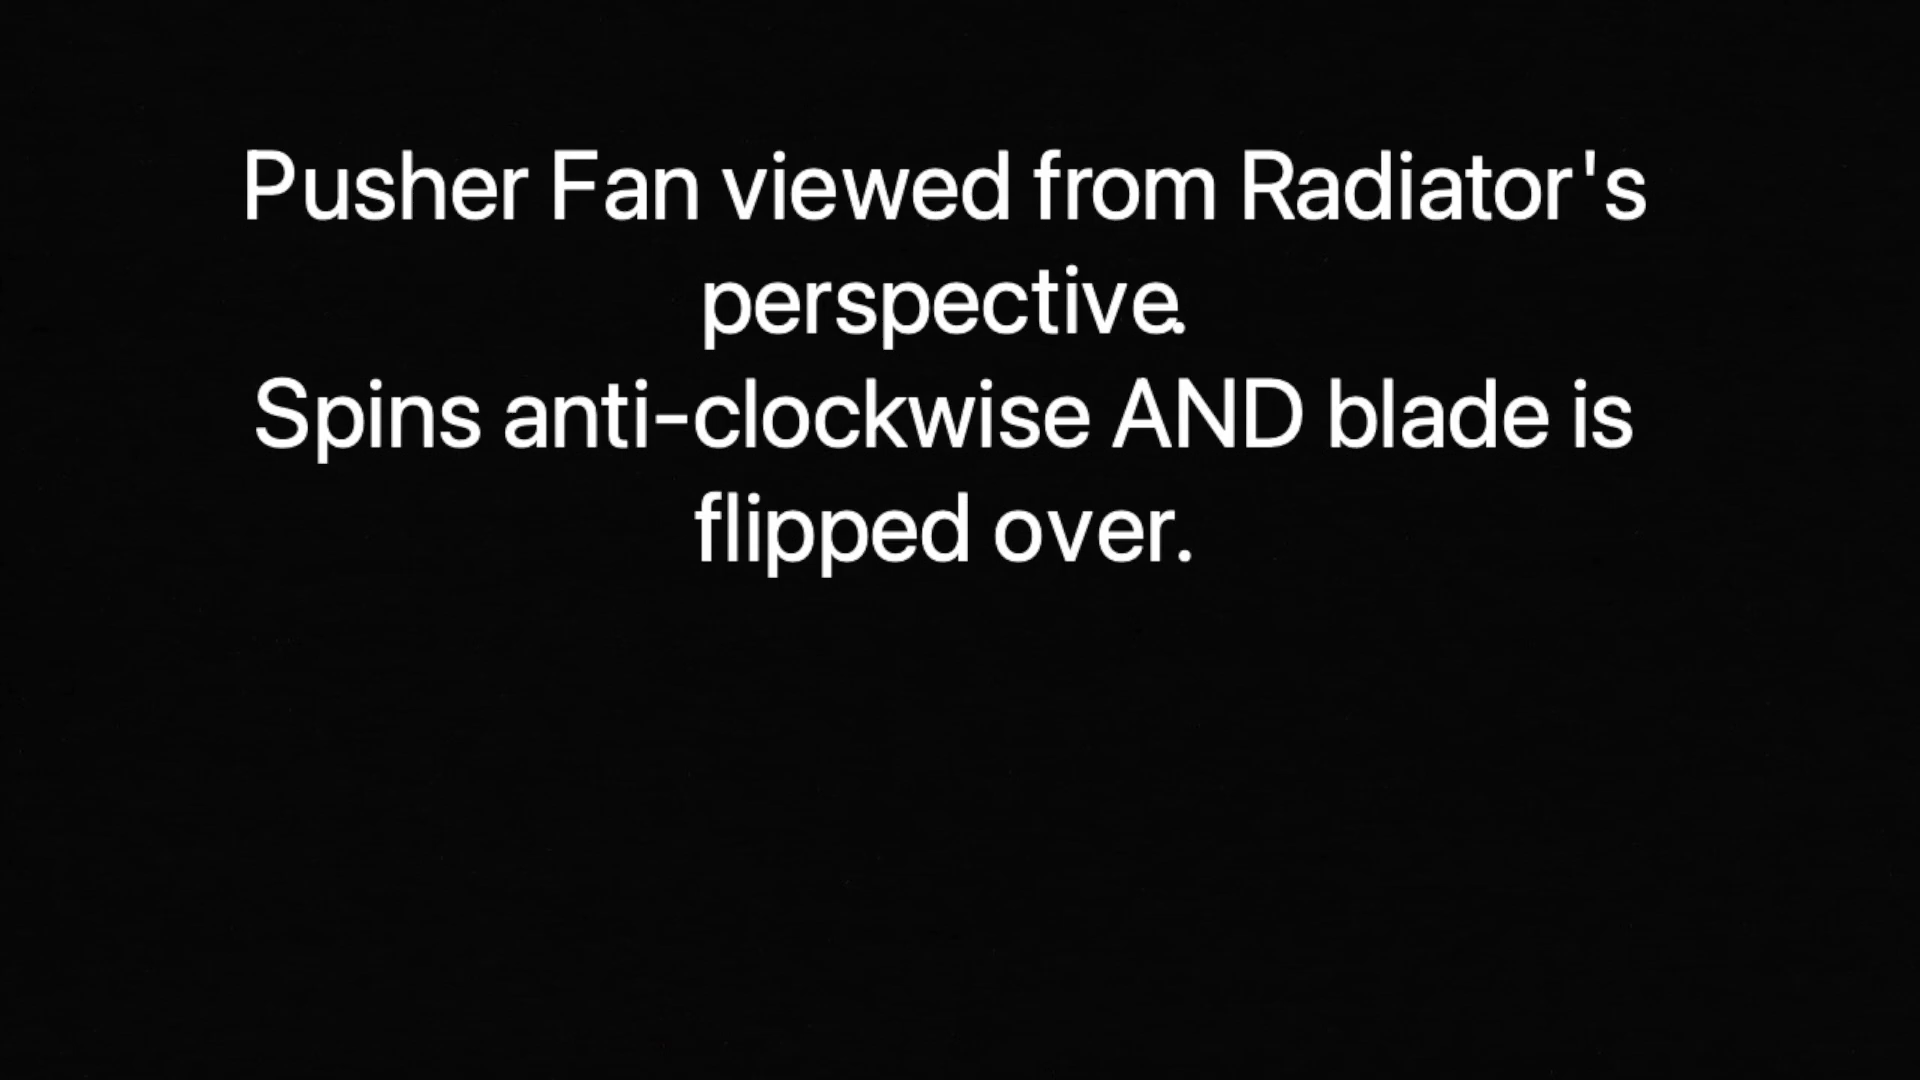 Pusher Fan viewed from Radiator's
perspective.
Spins anti-clockwise AND blade is
flipped over.